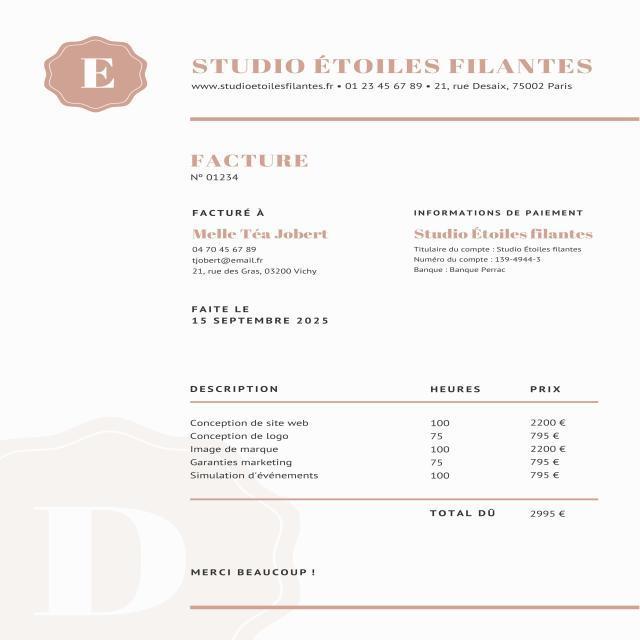 E
STUDIO ÉTOILES FILANTES
www.studioetoilesfilantes.fr • 01 23 45 67 89 • 21, rue Desaix, 75002 Paris
FACTURE
Nº 01234
FACTURÉ À
Melle Téa Jobert
04 70 45 67 89
tjobert@email.fr
21, rue des Gras, 03200 Vichy
INFORMATIONS DE PAIEMENT
Studio Étoiles filantes
Titulaire du compte : Studio Étoiles filantes
Numéro du compte : 139-4944-3
Banque : Banque Perrac
FAITE LE
15 SEPTEMBRE 2025
DESCRIPTION HEURES PRIX
Conception de site web 100 2200 €
Conception de logo 75 795 €
Image de marque 100 2200 €
Garanties marketing 75 795 €
Simulation d'événements 100 795 €
TOTAL DÛ 2995 €
D
MERCI BEAUCOUP !